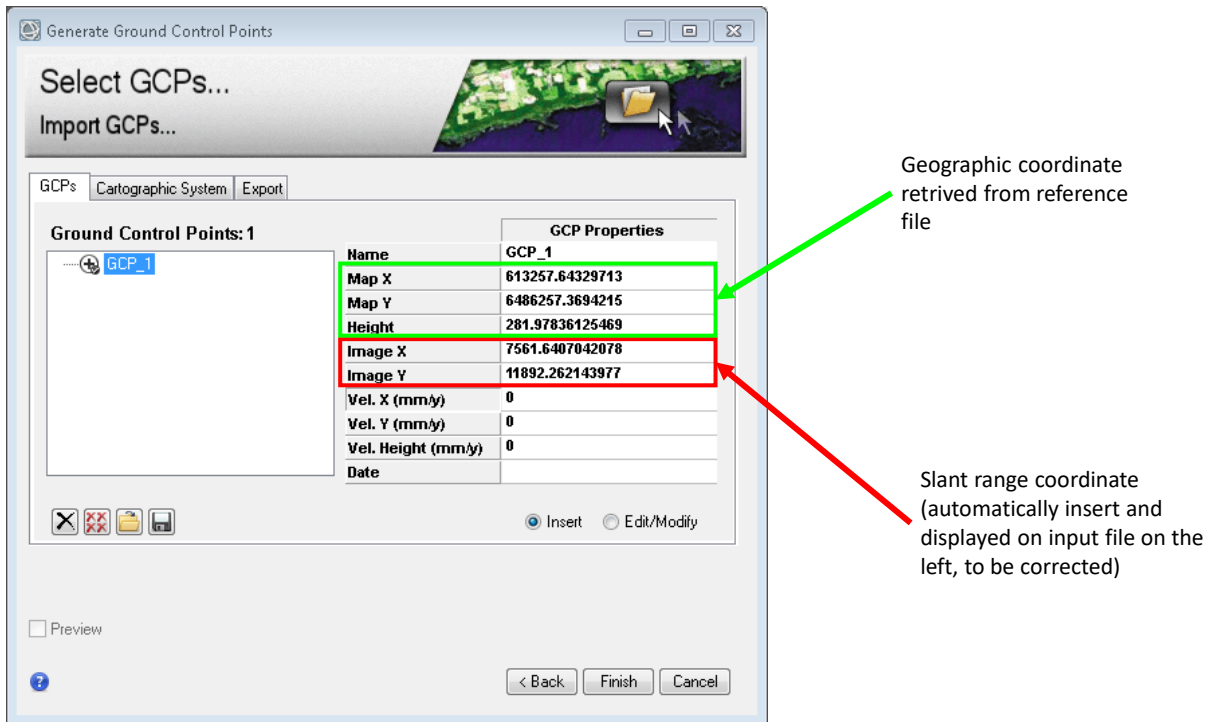 Generate Ground Control Points
Select GCPs...
Import GCPs...
GCPs Cartographic System Export
Ground Control Points:1
GCP_1
GCP Properties
Name GCP_1
Map X 613257.64329713
Map Y 6486257.3694215
Height 281.97836125469
Image X 7561.6407042078
Image Y 11892.262143977
Vel. X (mm/y) 0
Vel. Y (mm/y) 0
Vel. Height (mm/y) 0
Date
Insert Edit/Modify
Preview
< Back Finish Cancel
Geographic coordinate
retrived from reference
file
Slant range coordinate
(automatically insert and
displayed on input file on the
left, to be corrected)